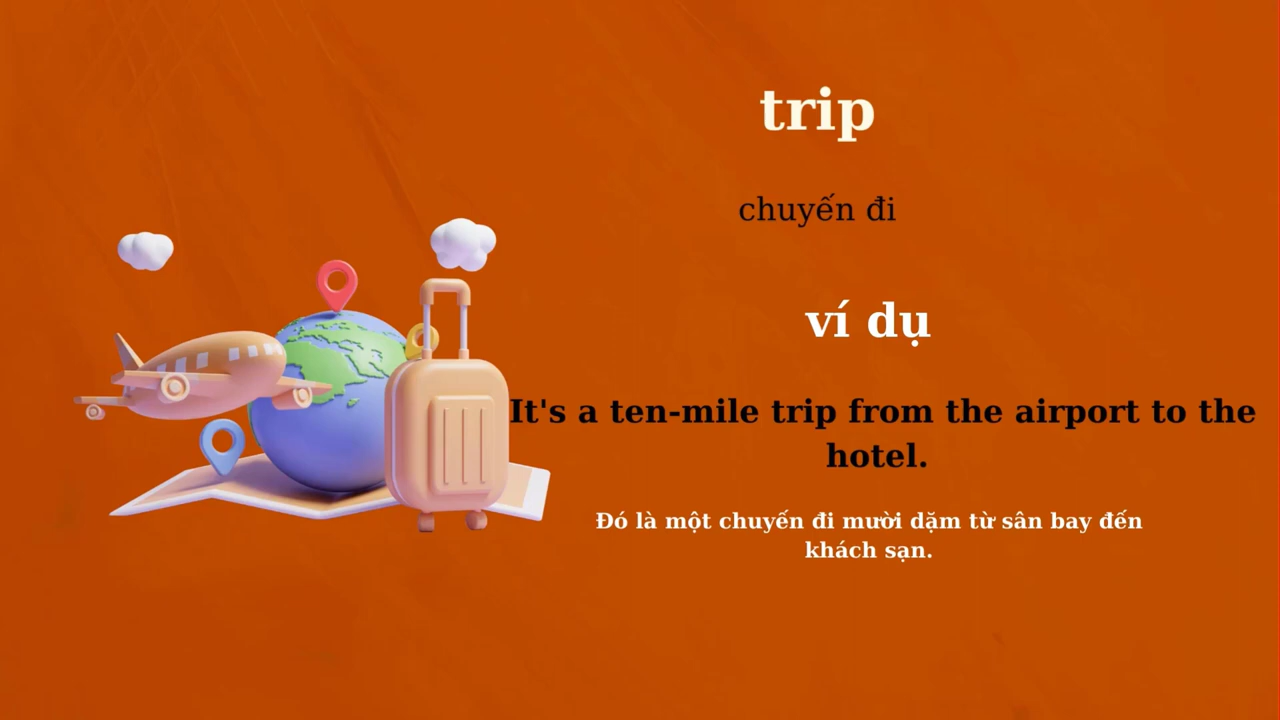 trip
chuyến đi
ví dụ
It's a ten-mile trip from the airport to the
hotel.
Đó là một chuyến đi mười dặm từ sân bay đến
khách sạn.